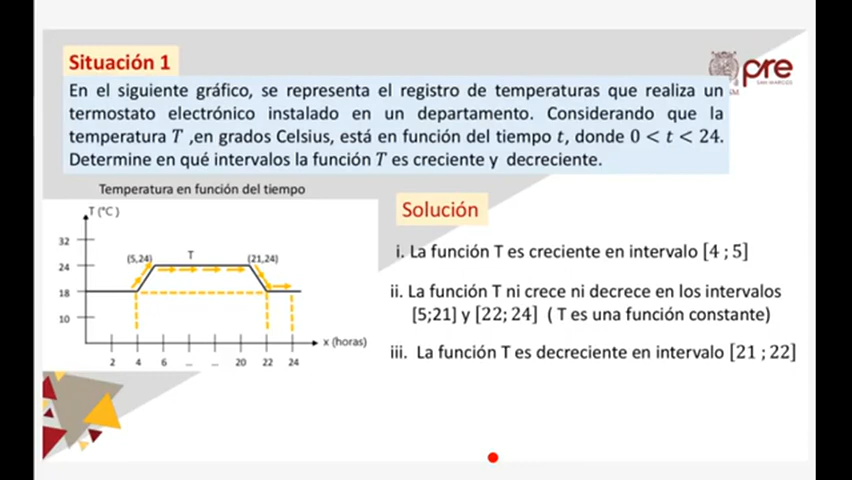 Situación 1
pre
SAN MARCOS
En el siguiente gráfico, se representa el registro de temperaturas que realiza un
termostato electrónico instalado en un departamento. Considerando que la
temperatura T ,en grados Celsius, está en función del tiempo t, donde 0 < t < 24.
Determine en qué intervalos la función T es creciente y decreciente.
Temperatura en función del tiempo
T (°C )
32
24
18
10
(5,24)
T
(21,24)
x (horas)
2 4 6 ... ... 20 22 24
Solución
i. La función T es creciente en intervalo [4 ; 5]
ii. La función T ni crece ni decrece en los intervalos
[5;21] y [22; 24] ( T es una función constante)
iii. La función T es decreciente en intervalo [21 ; 22]